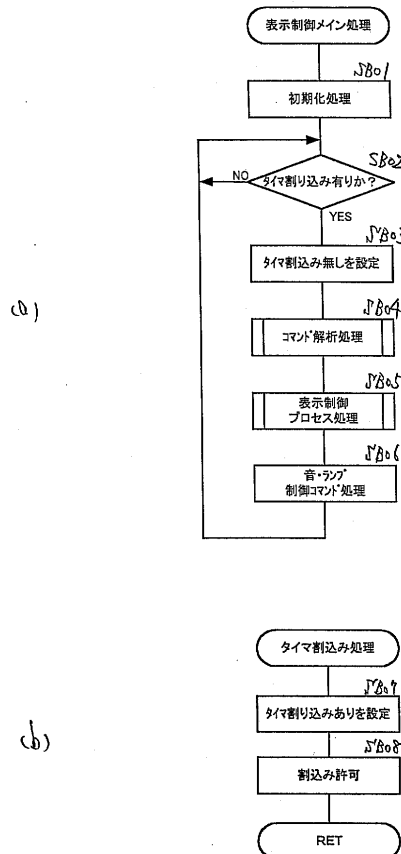 表示制御メイン処理
SB01
初期化処理
SB02
NO
タイマ割り込み有りか?
YES
SB03
タイマ割込み無しを設定
SB04
コマンド解析処理
(a)
SB05
表示制御
プロセス処理
SB06
音・ランプ
制御コマンド処理
タイマ割込み処理
SB07
タイマ割り込みありを設定
(b)
SB08
割込み許可
RET